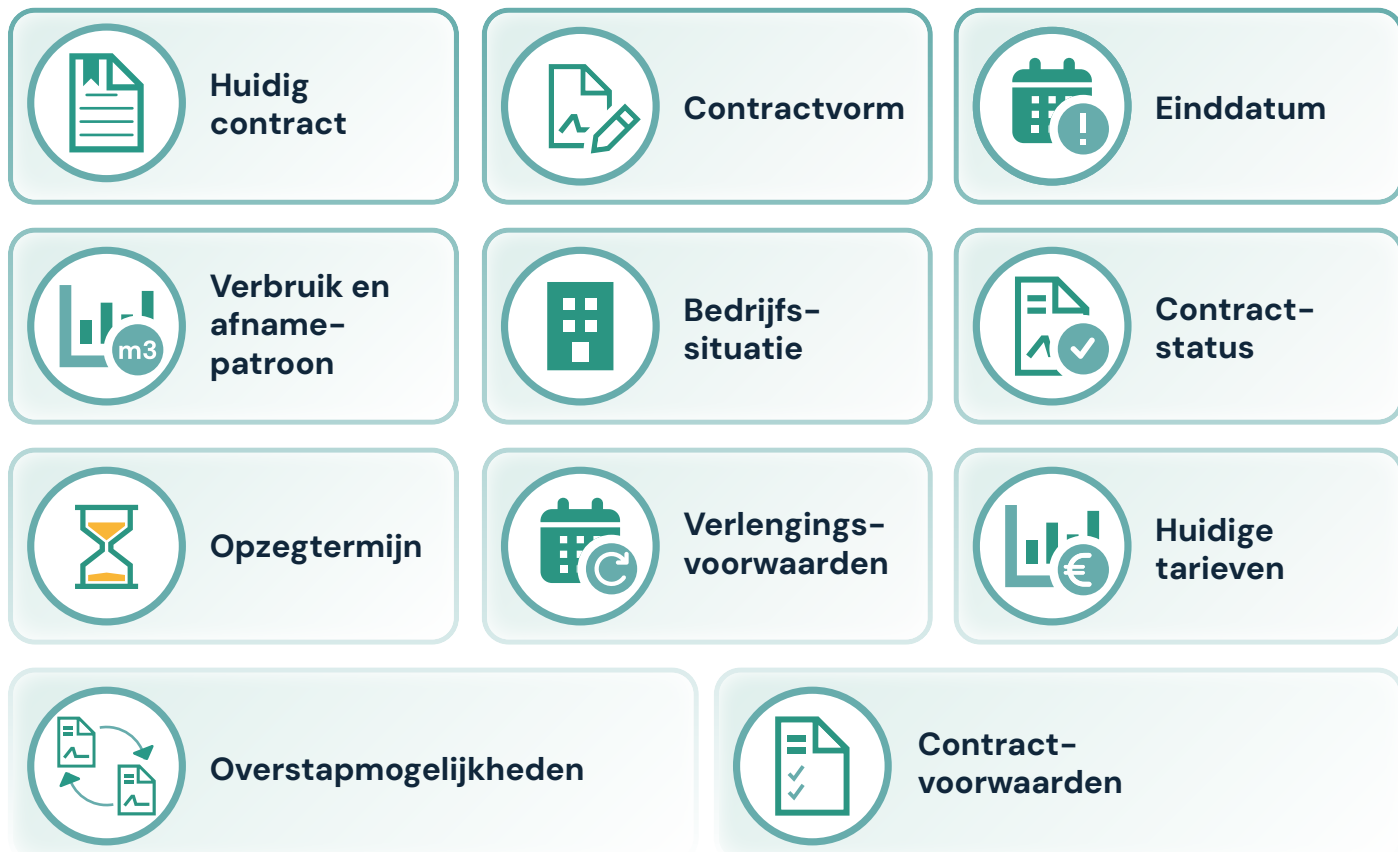 Huidig
contract
Contractvorm
Einddatum
Verbruik en
afname-
patroon
m3
Bedrijfs-
situatie
Contract-
status
Opzegtermijn
Verlengings-
voorwaarden
€
Huidige
tarieven
Overstapmogelijkheden
Contract-
voorwaarden